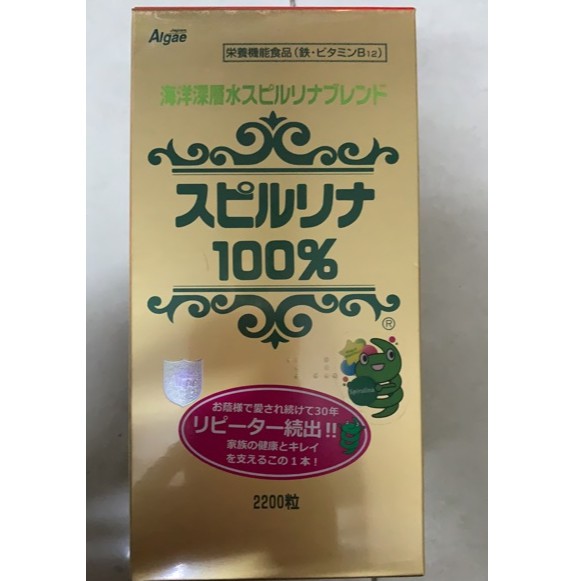 Japan
Algae
栄養機能食品(鉄・ビタミンB12)
海洋深層水スピルリナブレンド
スピルリナ
100%
®
Spirulina
お蔭様で愛され続けて30年
リピーター続出!!
家族の健康とキレイ
を支えるこの1本!
2200粒